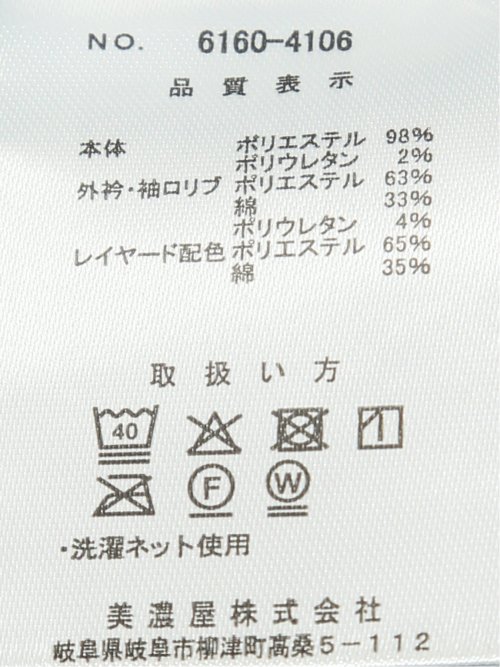 NO. 6160-4106
品質表示
本体 ポリエステル 98%
ポリウレタン 2%
外衿・袖ロリブ ポリエステル 63%
綿 33%
ポリウレタン 4%
レイヤード配色 ポリエステル 65%
綿 35%
取扱い方
40
F W
・洗濯ネット使用
美濃屋株式会社
岐阜県岐阜市柳津町高桑5-112